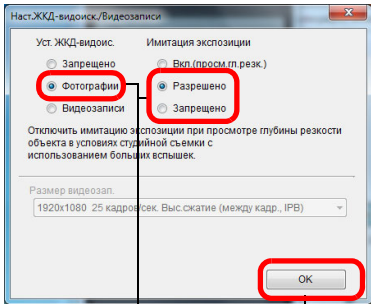 Наст.ЖКД-видоиск./Видеозаписи
Уст. ЖКД-видоис. Имитация экспозиции
Запрещено Вкл.(просм.гл.резк.)
Фотографии Разрешено
Видеозаписи Запрещено
Отключить имитацию экспозиции при просмотре глубины резкости
объекта в условиях студийной съемки с
использованием больших вспышек.
Размер видеозап.
1920x1080 25 кадров/сек. Выс.сжатие (между кадр., IPB)
OK